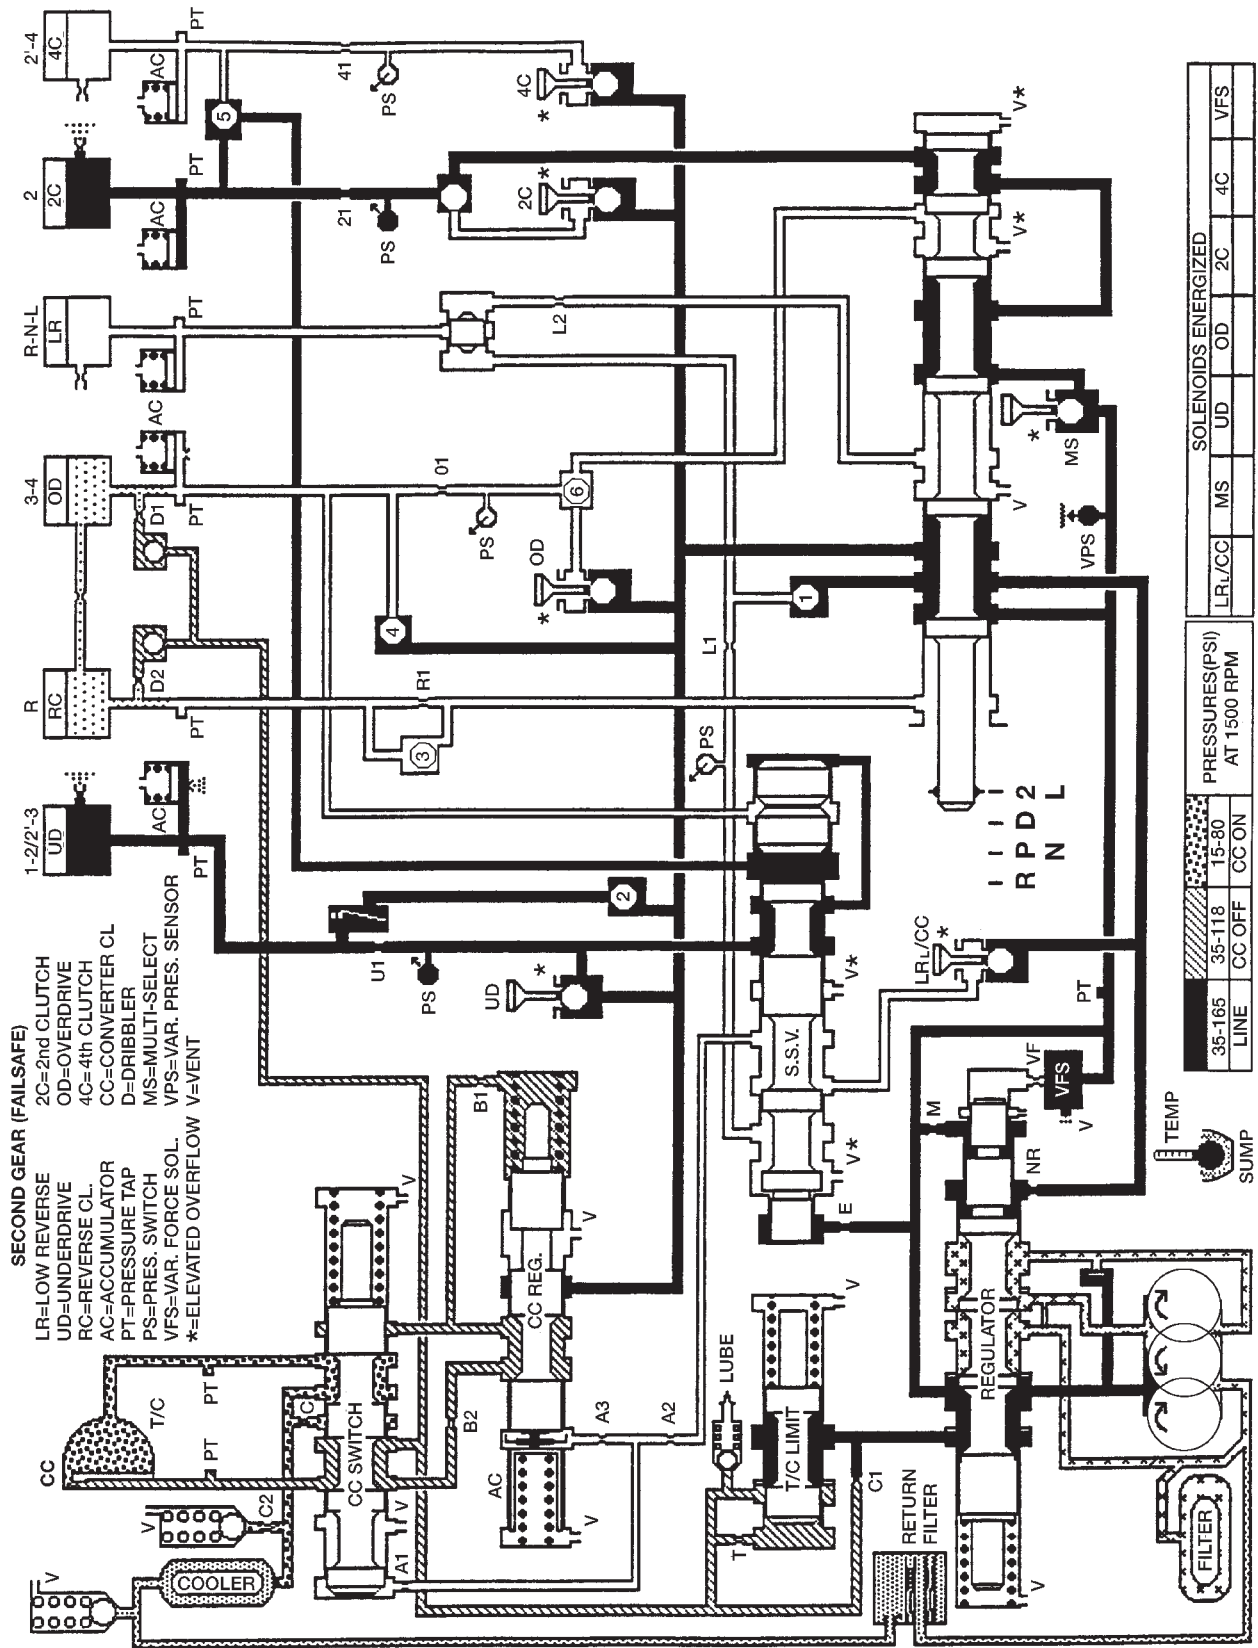 SECOND GEAR (FAILSAFE)
LR=LOW REVERSE
UD=UNDERDRIVE
RC=REVERSE CL.
AC=ACCUMULATOR
PT=PRESSURE TAP
PS=PRES. SWITCH
VFS=VAR. FORCE SOL.
*=ELEVATED OVERFLOW
2C=2nd CLUTCH
OD=OVERDRIVE
4C=4th CLUTCH
CC=CONVERTER CL
D=DRIBBLER
MS=MULTI-SELECT
VPS=VAR. PRES. SENSOR
V=VENT
1-2/2'-3
UD
R
RC
3-4
OD
R-N-L
LR
2
2C
2'-4
4C
AC
PT
D2
D1
PT
PT
AC
AC
PT
AC
PT
AC
PT
CC
T/C
PT
PT
V
V
C2
C
COOLER
CC SWITCH
V
V
A1
B1
B2
CC REG.
V
V
AC
V
A3
A2
U1
PS
UD
*
2
3
R1
4
01
PS
OD
*
6
L2
21
PS
2C
*
5
41
PS
4C
*
L1
PS
1
LUBE
T/C LIMIT
V
T
C1
E
S.S.V.
V*
V*
LRL/CC
*
R P D 2
N L
V
MS
*
VPS
V*
V*
RETURN
FILTER
REGULATOR
V
NR
M
VF
VFS
V
PT
FILTER
TEMP
SUMP
35-165
LINE
35-118
CC OFF
15-80
CC ON
PRESSURES(PSI)
AT 1500 RPM
SOLENOIDS ENERGIZED
LRL/CC
MS
UD
OD
2C
4C
VFS